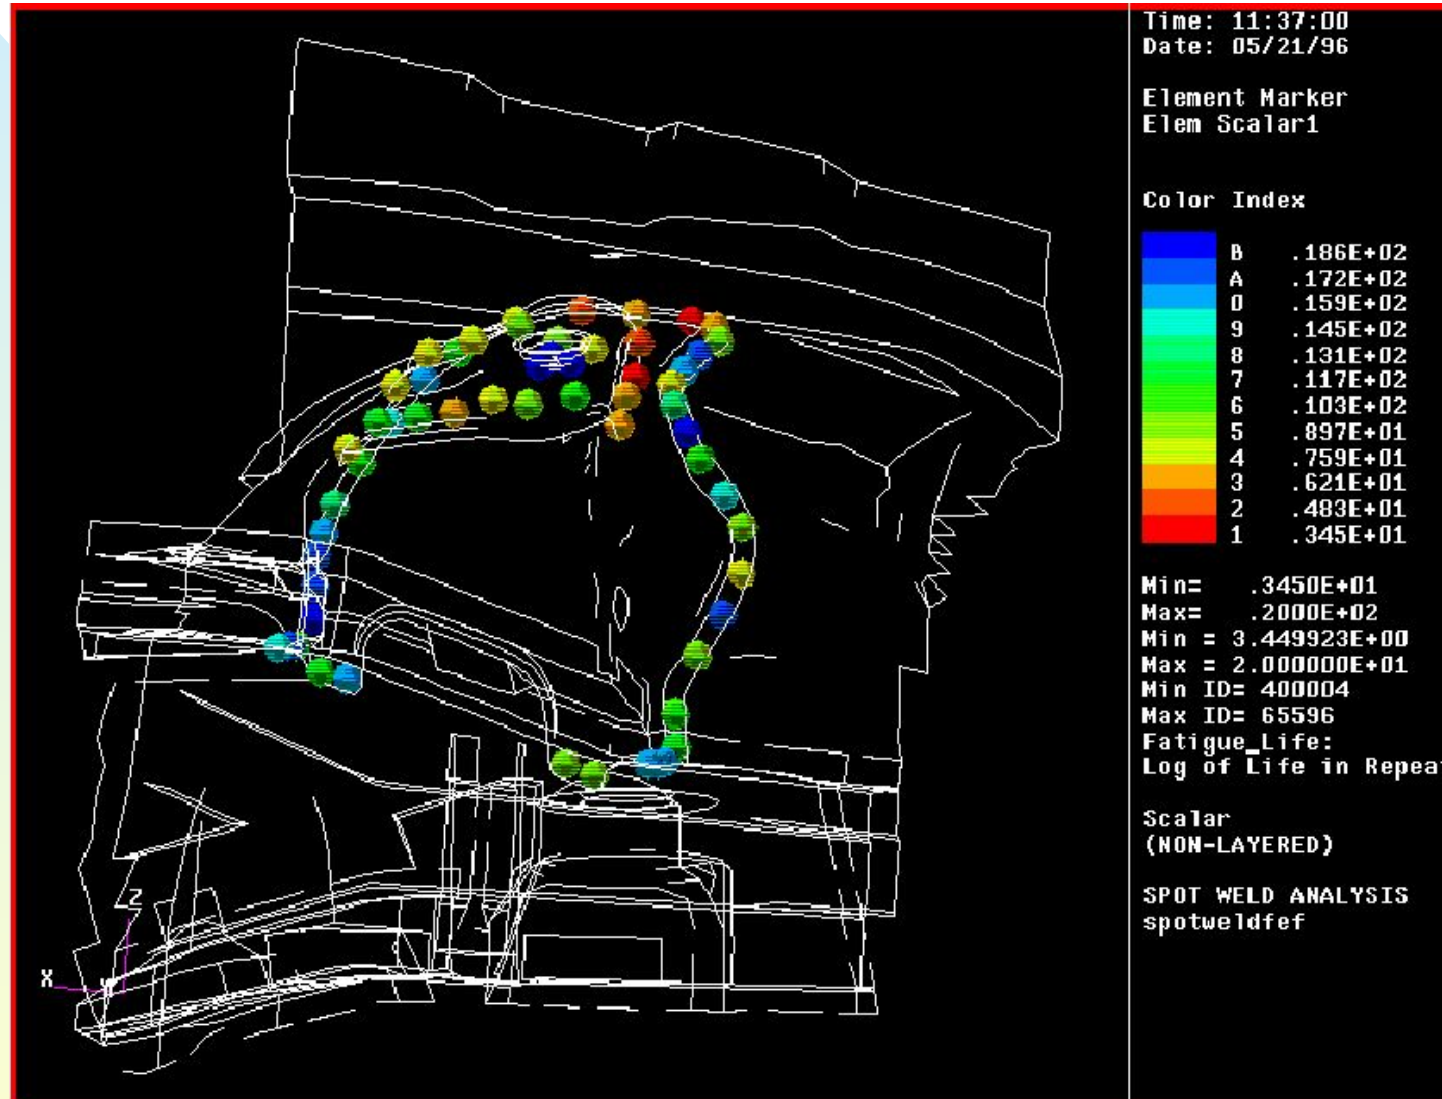 Time: 11:37:00
Date: 05/21/96
Element Marker
Elem Scalar1
Color Index
B .186E+02
A .172E+02
0 .159E+02
9 .145E+02
8 .131E+02
7 .117E+02
6 .103E+02
5 .897E+01
4 .759E+01
3 .621E+01
2 .483E+01
1 .345E+01
Min= .3450E+01
Max= .2000E+02
Min = 3.449923E+00
Max = 2.000000E+01
Min ID= 400004
Max ID= 65596
Fatigue_Life:
Log of Life in Repeat
Scalar
(NON-LAYERED)
SPOT WELD ANALYSIS
spotweldfef
Z
X
Y